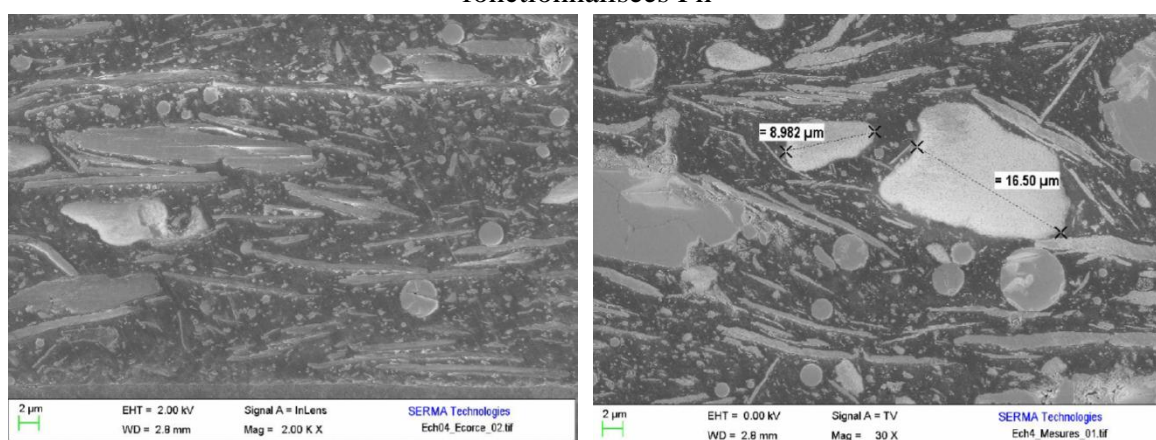 fonctionnalisées Ph
2 µm
EHT = 2.00 kV
Signal A = InLens
SERMA Technologies
WD = 2.8 mm
Mag = 2.00 K X
Ech04_Ecorce_02.tif
= 8.982 µm
= 16.50 µm
2 µm
EHT = 0.00 kV
Signal A = TV
SERMA Technologies
WD = 2.8 mm
Mag = 30 X
Ech4_Mesures_01.tif